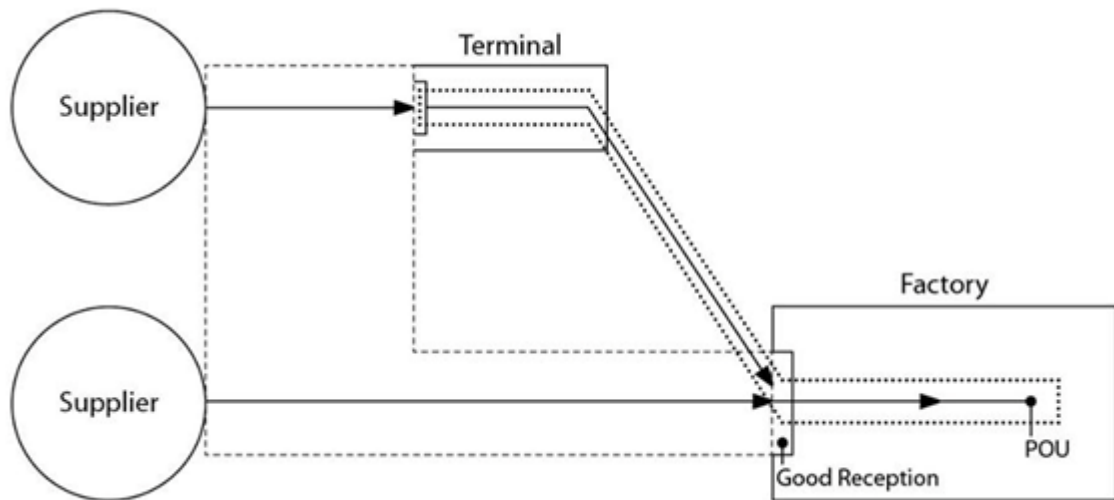 Terminal
Supplier
Factory
Supplier
POU
Good Reception